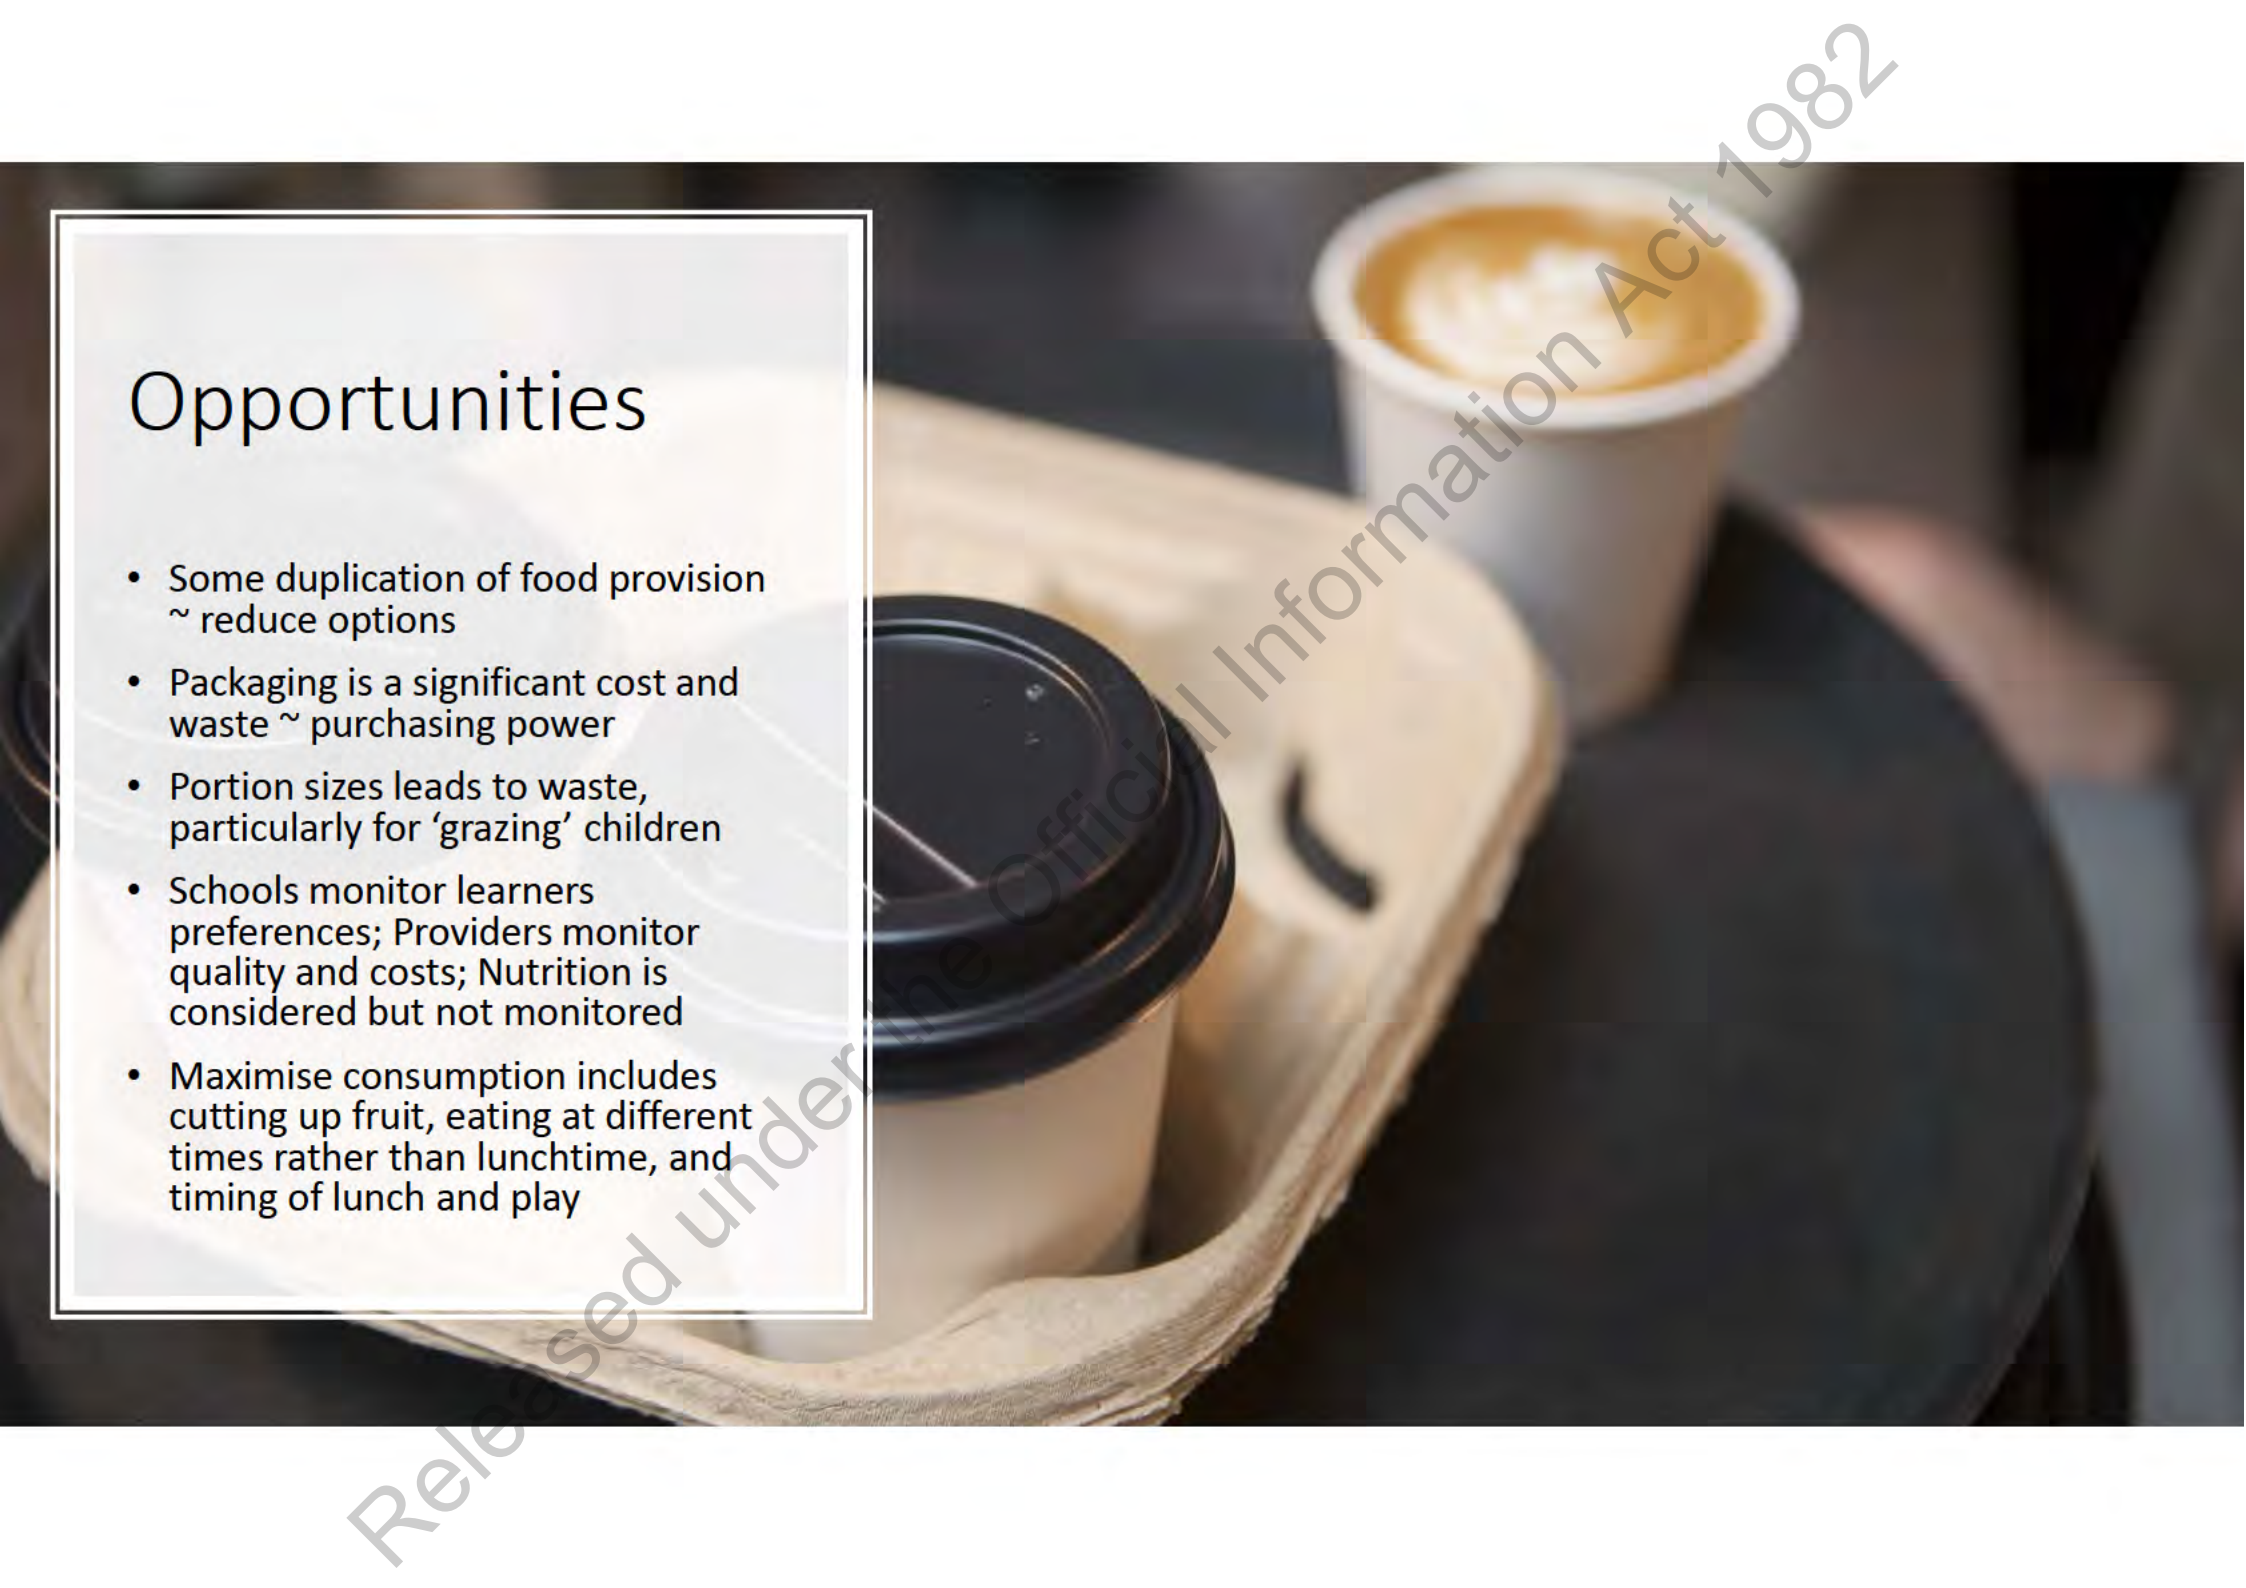 Opportunities
• Some duplication of food provision
~ reduce options
• Packaging is a significant cost and
waste ~ purchasing power
• Portion sizes leads to waste,
particularly for ‘grazing’ children
• Schools monitor learners
preferences; Providers monitor
quality and costs; Nutrition is
considered but not monitored
• Maximise consumption includes
cutting up fruit, eating at different
times rather than lunchtime, and
timing of lunch and play
Released under the Official Information Act 1982